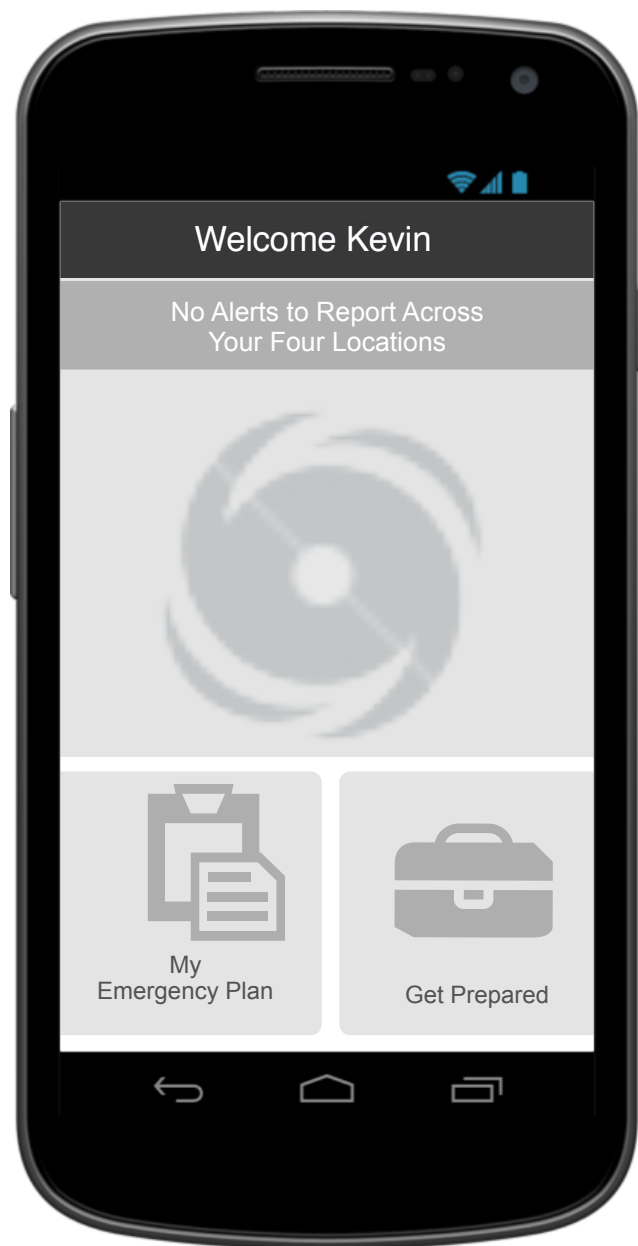 Welcome Kevin
No Alerts to Report Across
Your Four Locations
My
Emergency Plan
Get Prepared